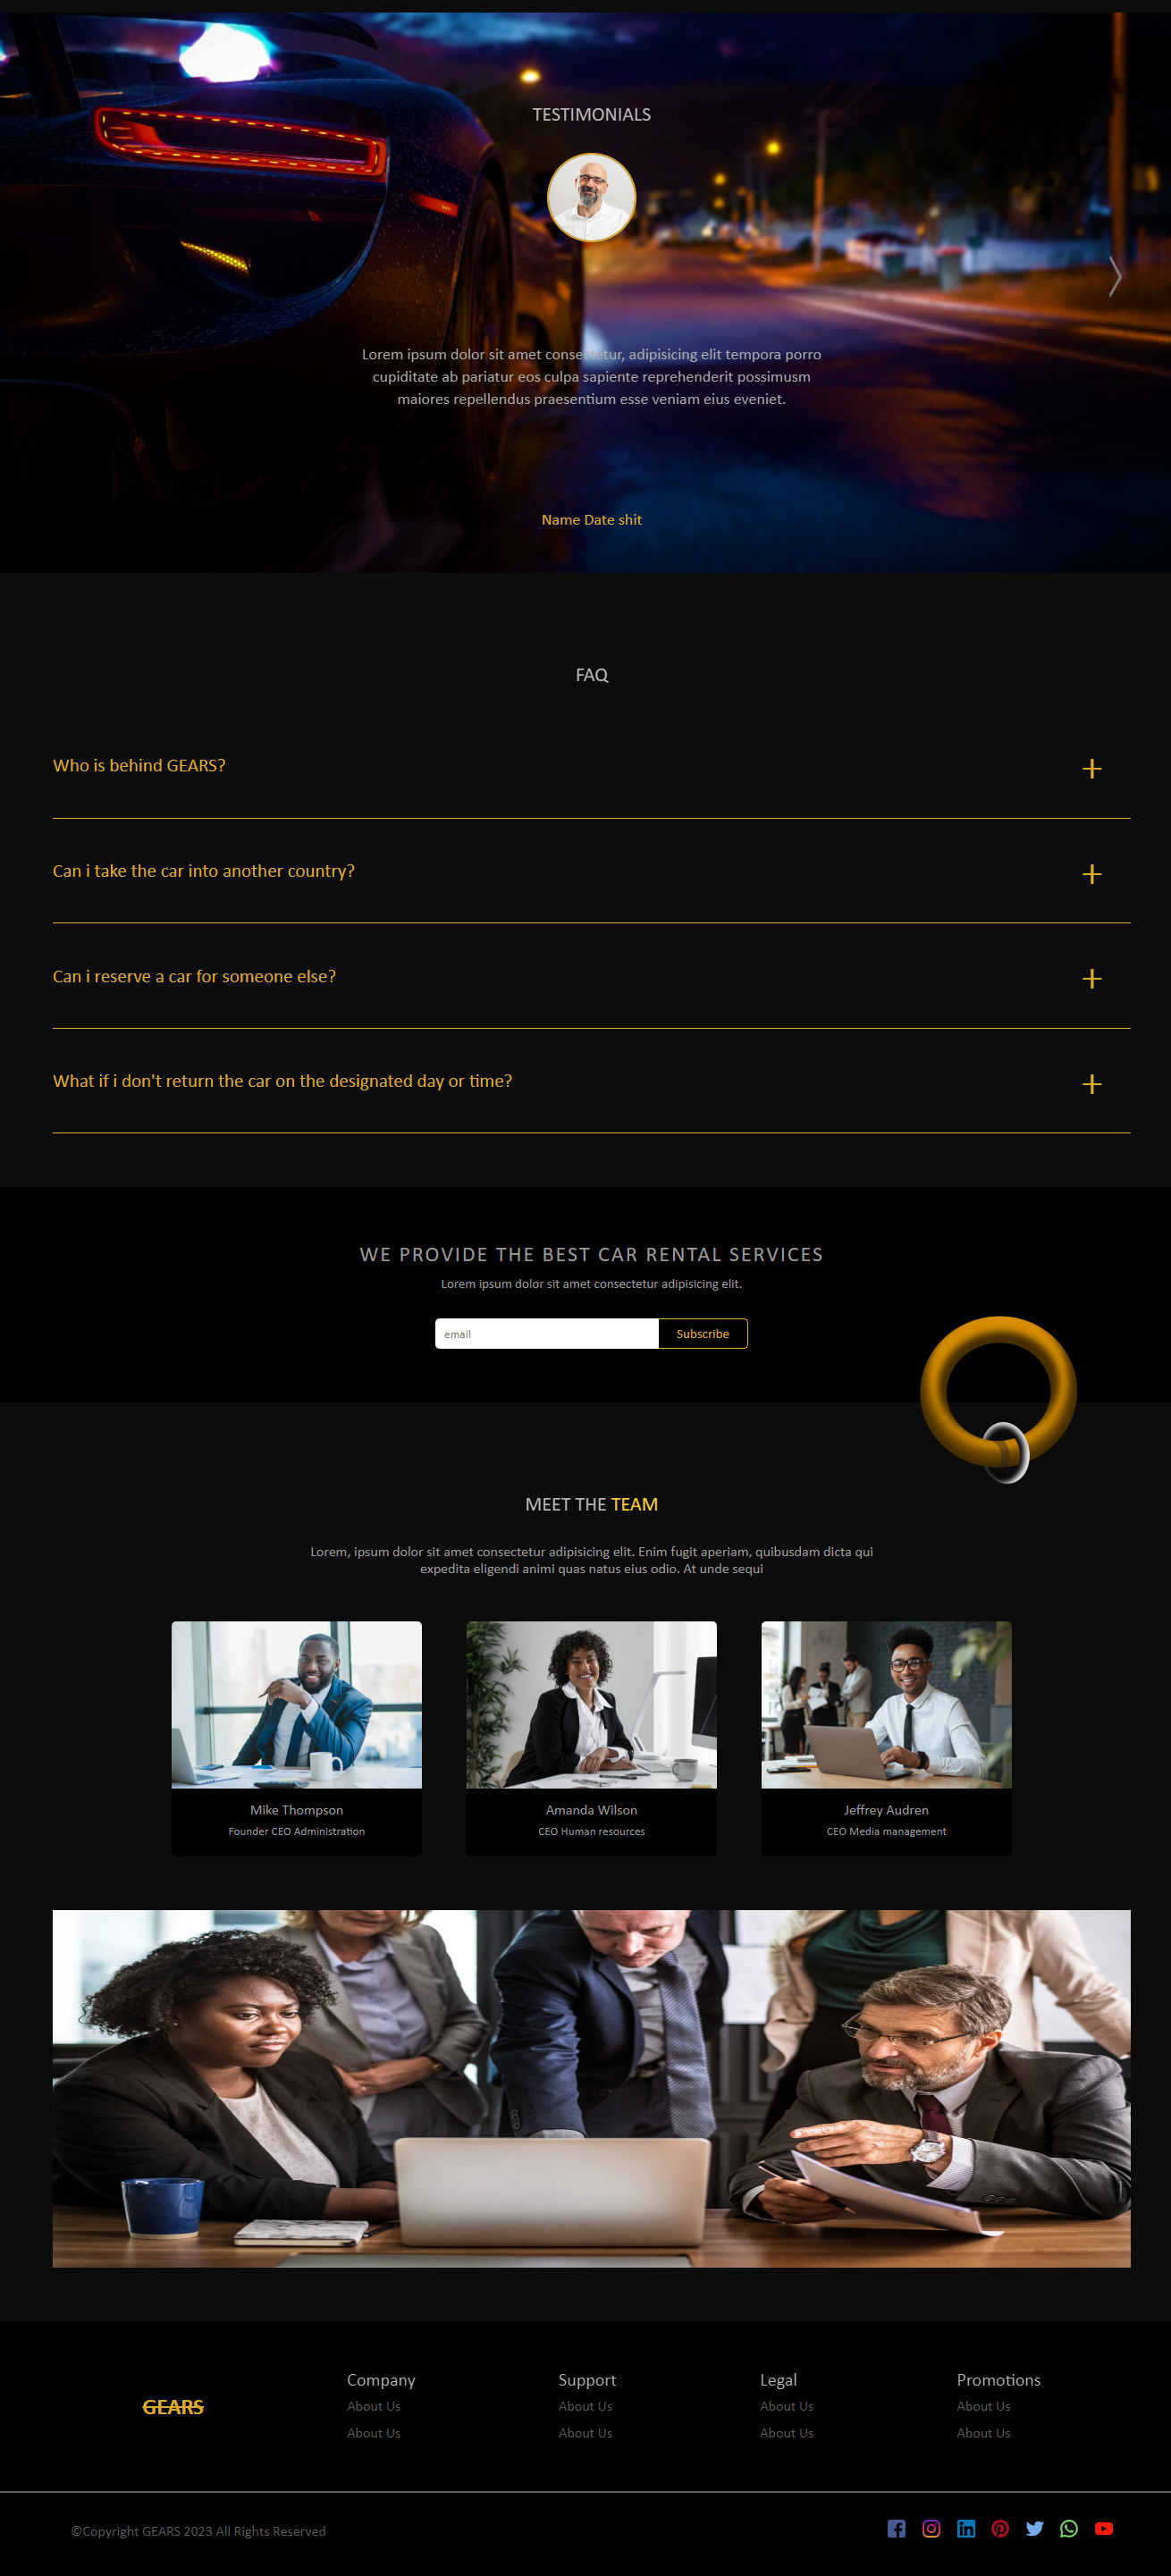 TESTIMONIALS
Lorem ipsum dolor sit amet consectetur, adipisicing elit tempora porro
cupiditate ab pariatur eos culpa sapiente reprehenderit possimusm
maiores repellendus praesentium esse veniam eius eveniet.
Name Date shit
FAQ
Who is behind GEARS?
Can i take the car into another country?
Can i reserve a car for someone else?
What if i don't return the car on the designated day or time?
WE PROVIDE THE BEST CAR RENTAL SERVICES
Lorem ipsum dolor sit amet consectetur adipisicing elit.
email Subscribe
MEET THE TEAM
Lorem, ipsum dolor sit amet consectetur adipisicing elit. Enim fugit aperiam, quibusdam dicta qui
expedita eligendi animi quas natus eius odio. At unde sequi
Mike Thompson
Founder CEO Administration
Amanda Wilson
CEO Human resources
Jeffrey Audren
CEO Media management
GEARS
Company
About Us
About Us
Support
About Us
About Us
Legal
About Us
About Us
Promotions
About Us
About Us
©Copyright GEARS 2023 All Rights Reserved